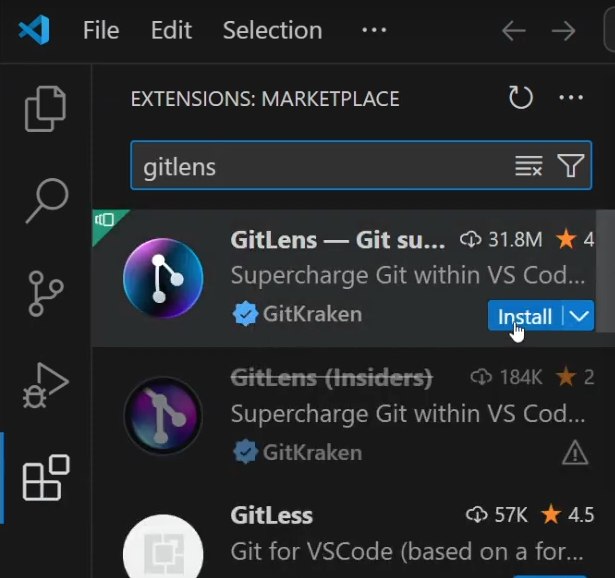 File Edit Selection ...
EXTENSIONS: MARKETPLACE
gitlens
GitLens — Git su... 31.8M 4
Supercharge Git within VS Cod...
GitKraken Install
GitLens (Insiders) 184K 2
Supercharge Git within VS Cod...
GitKraken
GitLess 57K 4.5
Git for VSCode (based on a for...